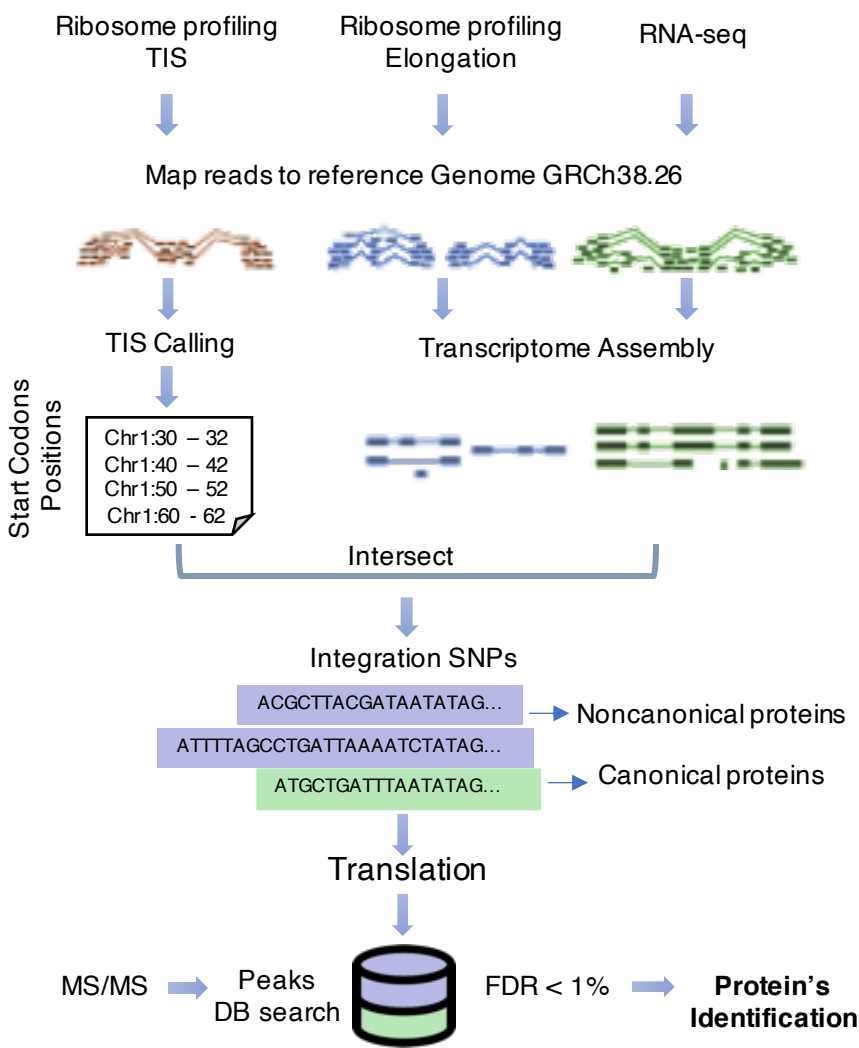 Ribosome profiling
TIS
Ribosome profiling
Elongation
RNA-seq
Map reads to reference Genome GRCh38.26
TIS Calling
Transcriptome Assembly
Start Codons
Positions
Chr1:30 – 32
Chr1:40 – 42
Chr1:50 – 52
Chr1:60 - 62
Intersect
Integration SNPs
ACGCTTACGATAATATAG...
Noncanonical proteins
ATTTTAGCCTGATTAAAATCTATAG...
Canonical proteins
ATGCTGATTTAATATAG...
Translation
MS/MS
Peaks
DB search
FDR < 1%
Protein's
Identification